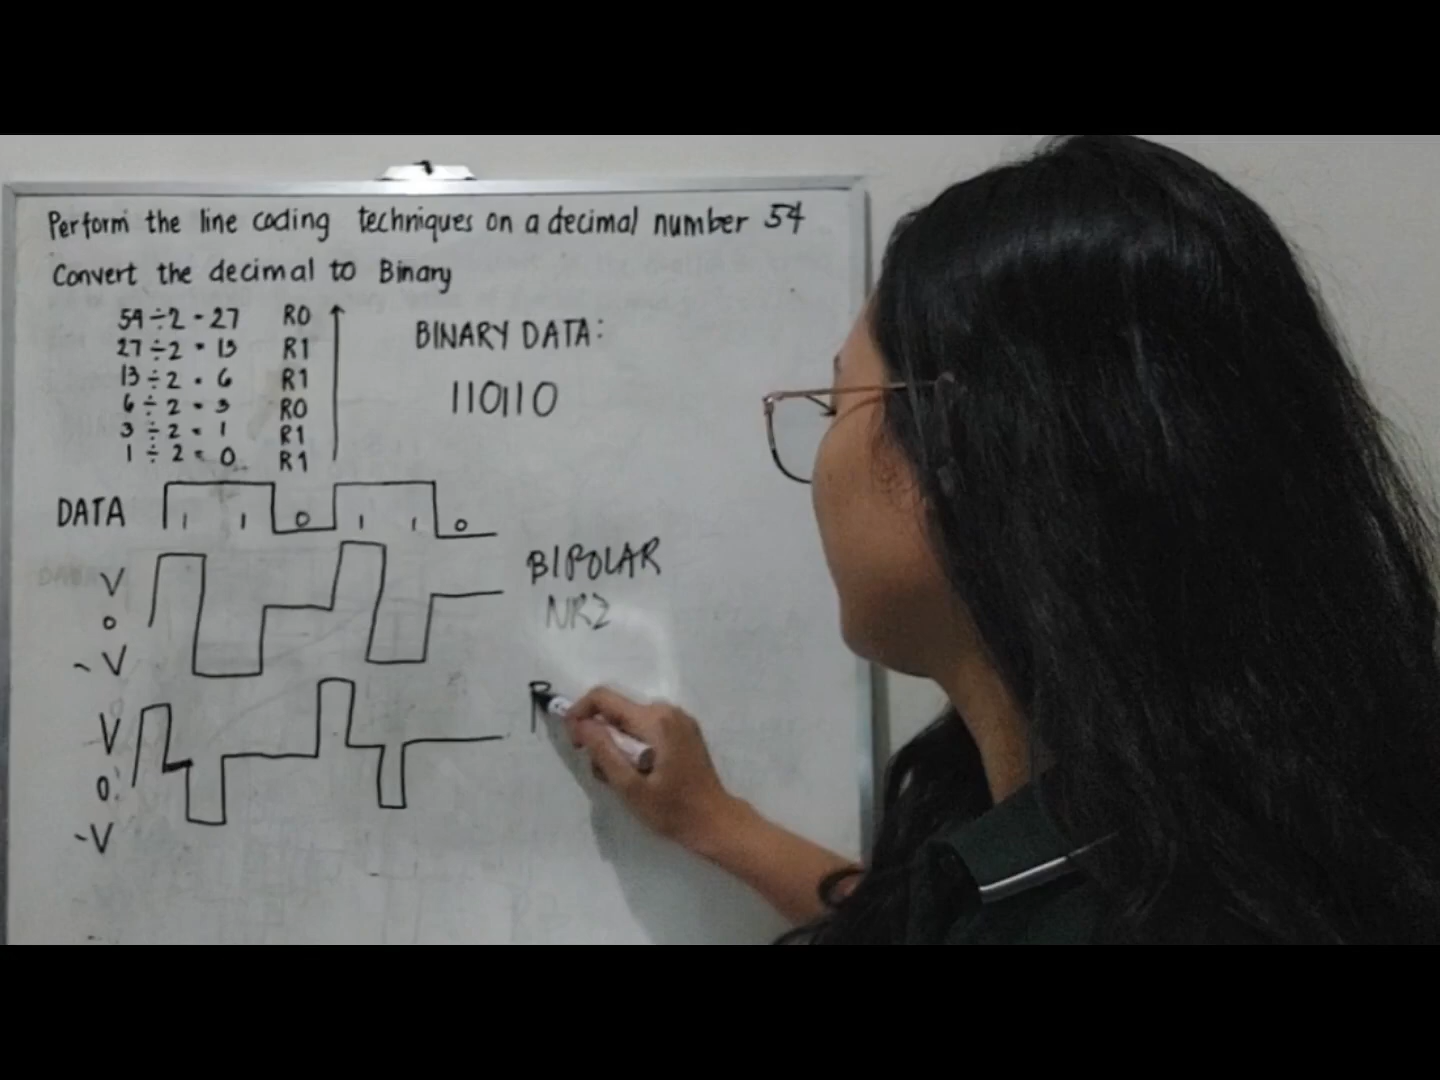 Perform the line coding techniques on a decimal number 54
Convert the decimal to Binary
54 ÷ 2 = 27 R0
27 ÷ 2 = 13 R1
13 ÷ 2 = 6 R1
6 ÷ 2 = 3 R0
3 ÷ 2 = 1 R1
1 ÷ 2 = 0 R1
BINARY DATA:
110110
DATA 1 1 0 1 1 0
V
0
-V
BIPOLAR
NRZ
V
0
-V
B